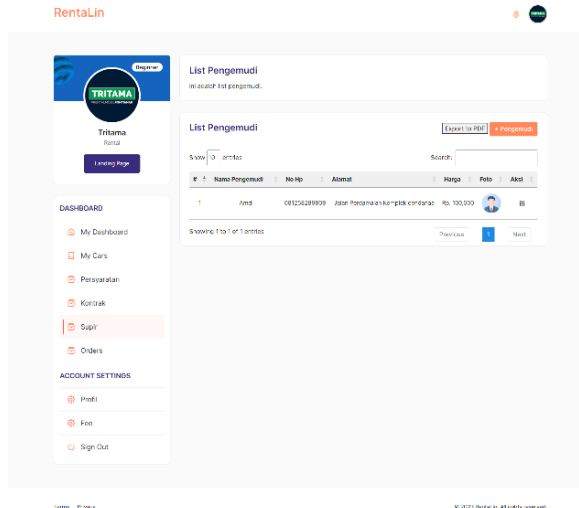 RentaLin
Beginner
TRITAMA
Tritama
Rental
Landing Page
DASHBOARD
My Dashboard
My Cars
Persyaratan
Kontrak
Supir
Orders
ACCOUNT SETTINGS
Profil
Fee
Sign Out
List Pengemudi
Ini adalah list pengemudi.
List Pengemudi
Export to PDF + Pengemudi
Show 10 entries Search:
# Nama Pengemudi No Hp Alamat Harga Foto Aksi
1 Jalan Perdamaian Komplek Rp. 100,000
Showing 1 to 1 of 1 entries
Previous 1 Next
Terms Privacy
© 2023 RentaLin. All rights reserved.